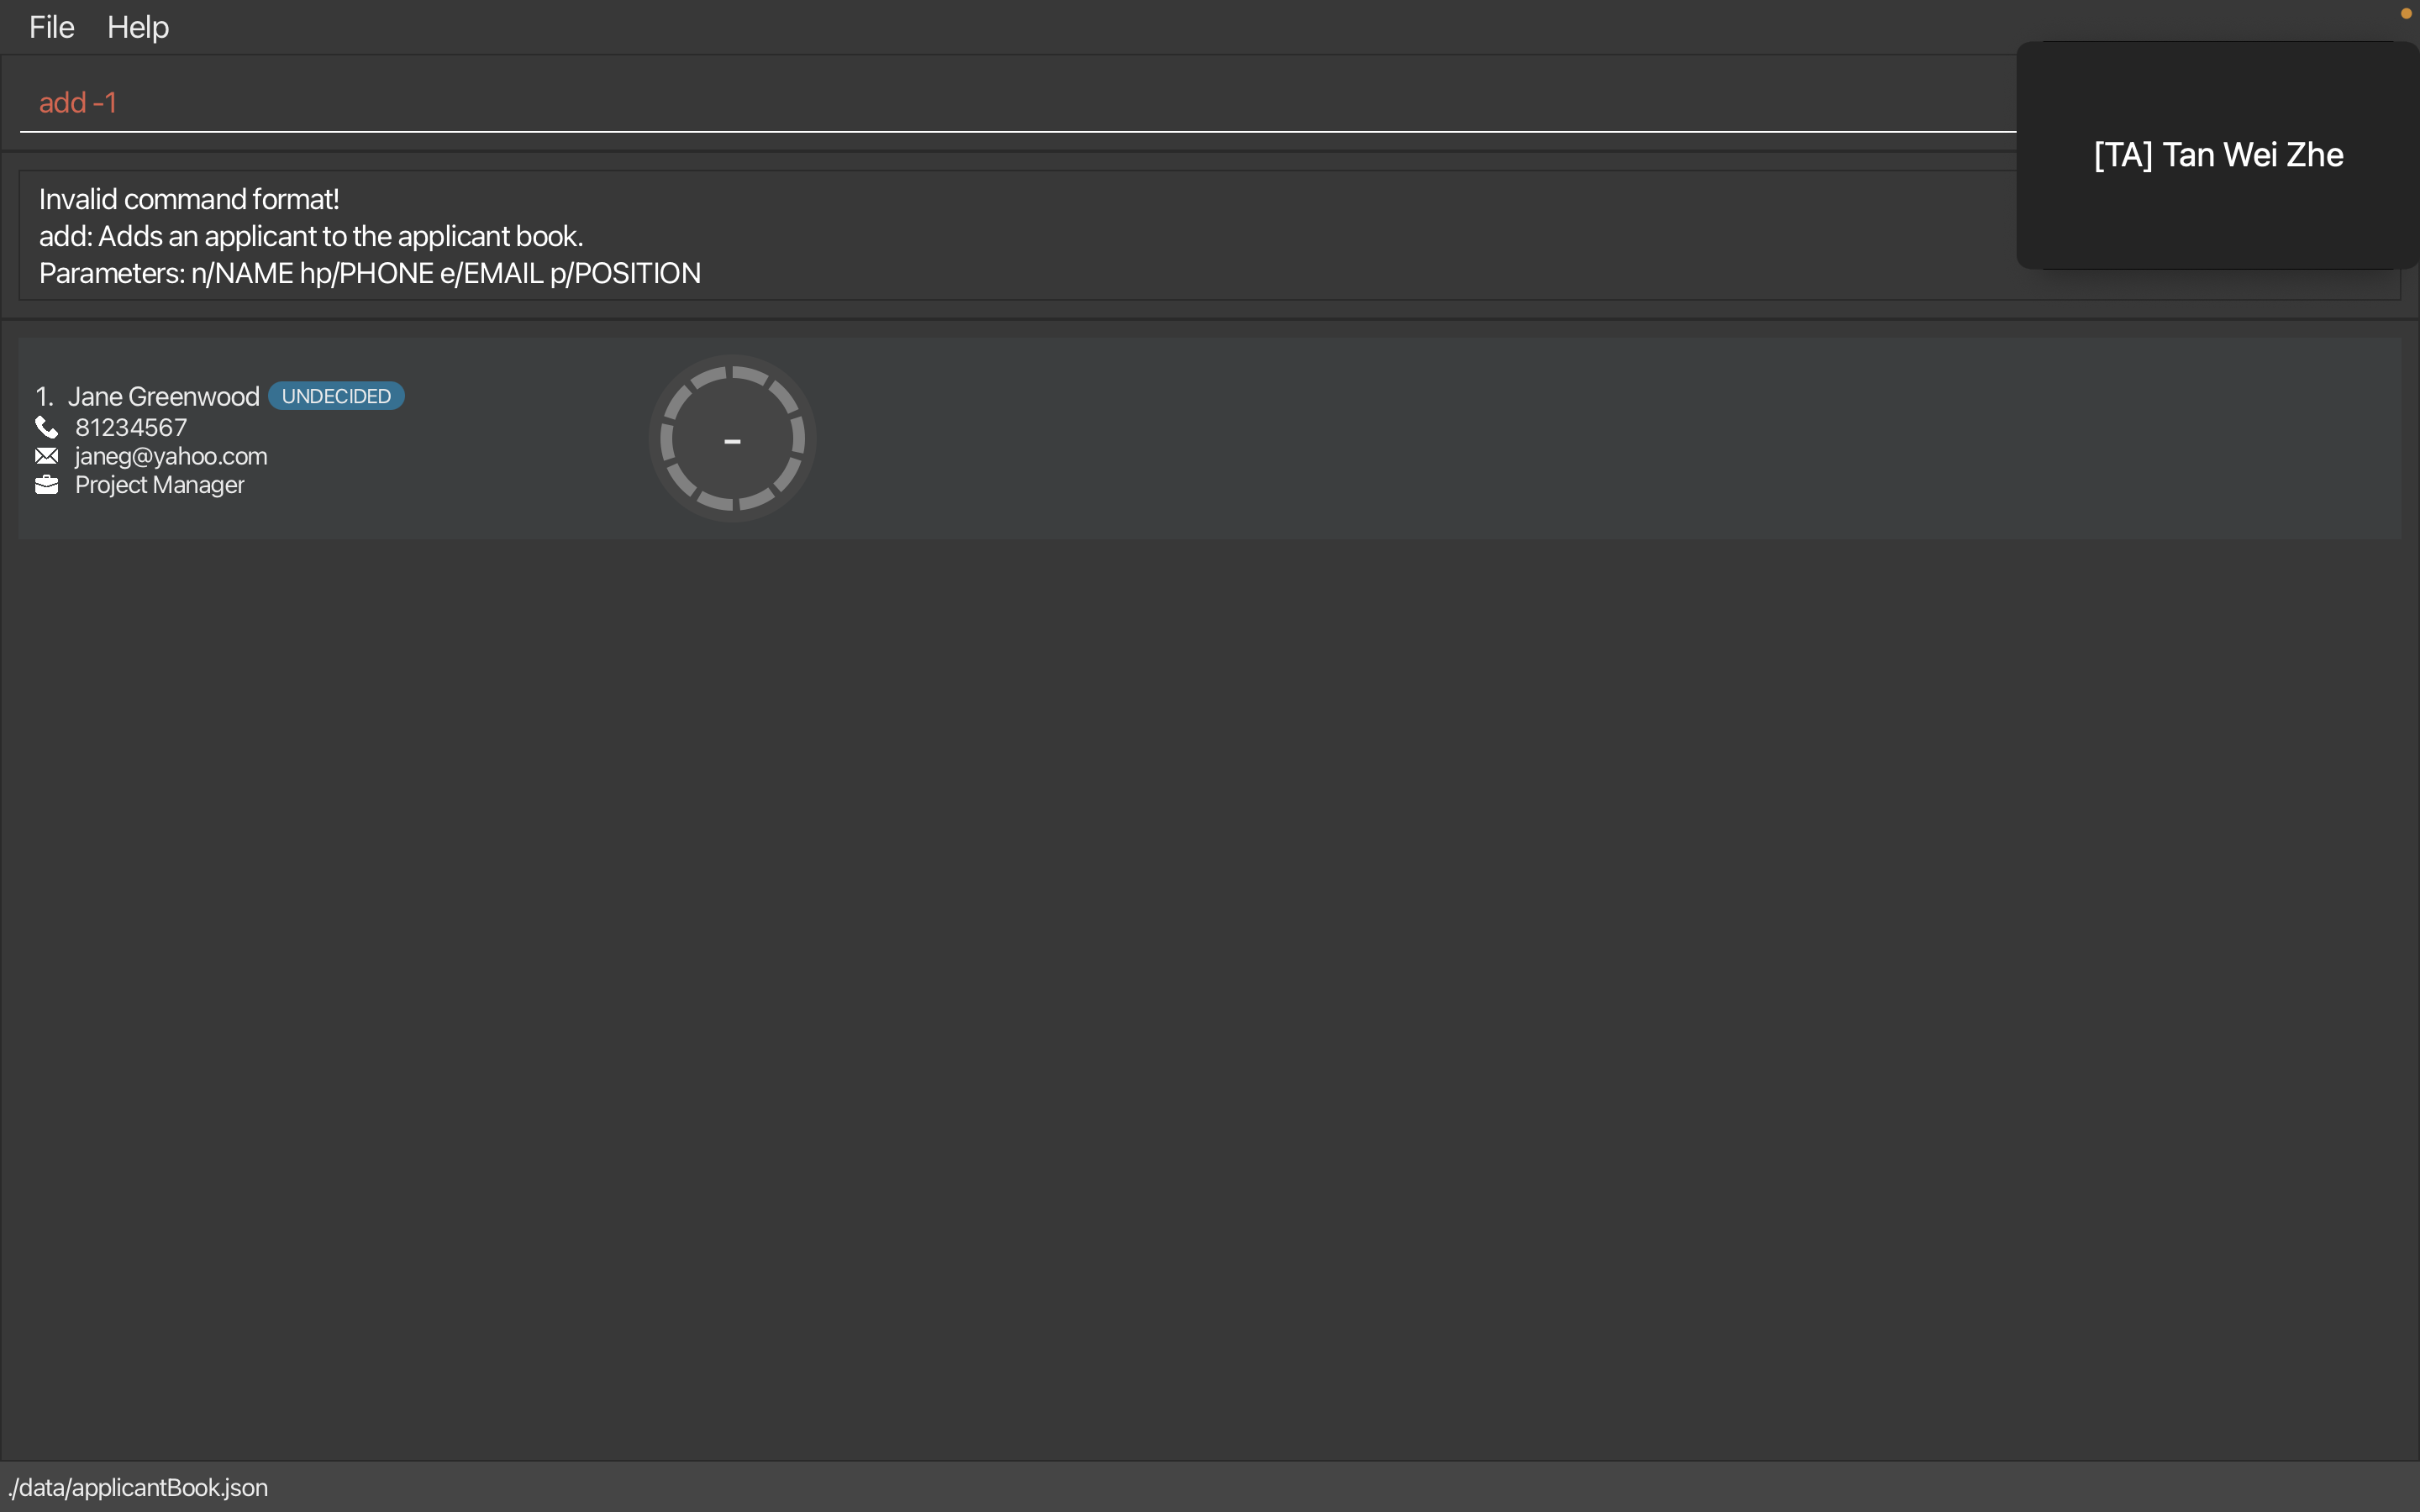 File Help
add -1
[TA] Tan Wei Zhe
Invalid command format!
add: Adds an applicant to the applicant book.
Parameters: n/NAME hp/PHONE e/EMAIL p/POSITION
1. Jane Greenwood UNDECIDED
81234567
janeg@yahoo.com
Project Manager
-
./data/applicantBook.json